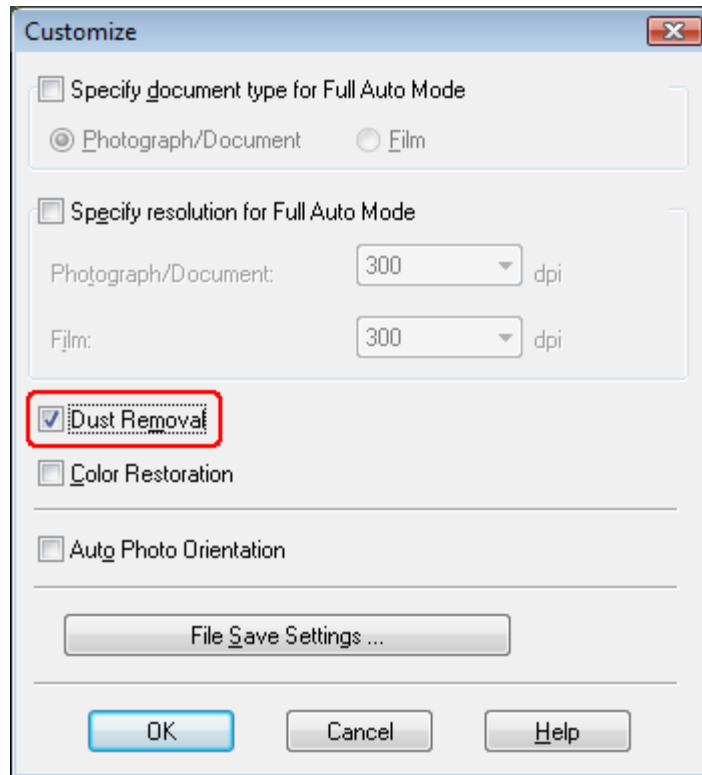 Customize
Specify document type for Full Auto Mode
Photograph/Document Film
Specify resolution for Full Auto Mode
Photograph/Document: 300 dpi
Film: 300 dpi
Dust Removal
Color Restoration
Auto Photo Orientation
File Save Settings ...
OK Cancel Help